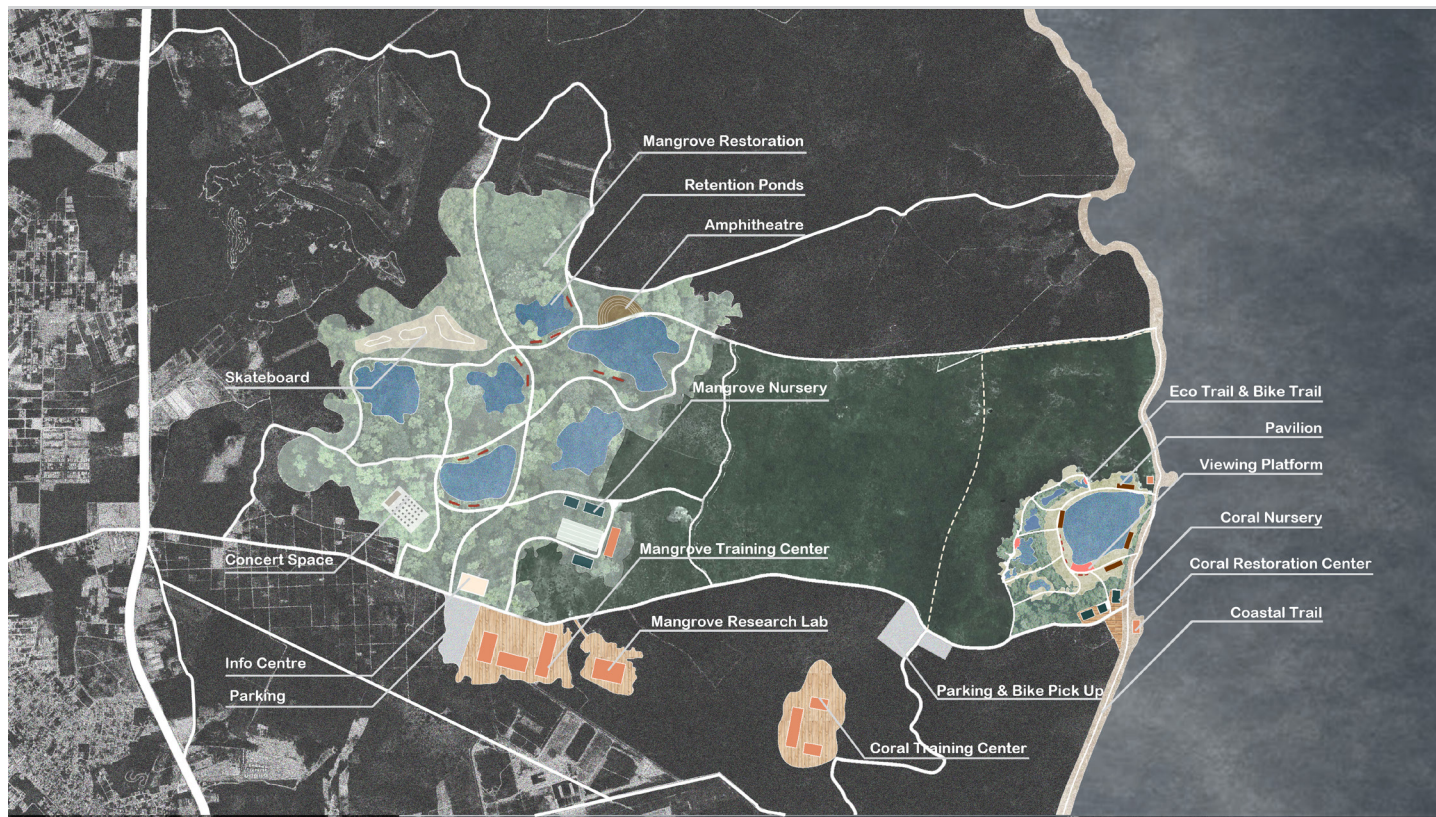 Mangrove Restoration
Retention Ponds
Amphitheatre
Skateboard
Mangrove Nursery
Eco Trail & Bike Trail
Pavilion
Viewing Platform
Coral Nursery
Concert Space
Mangrove Training Center
Coral Restoration Center
Coastal Trail
Mangrove Research Lab
Info Centre
Parking
Parking & Bike Pick Up
Coral Training Center